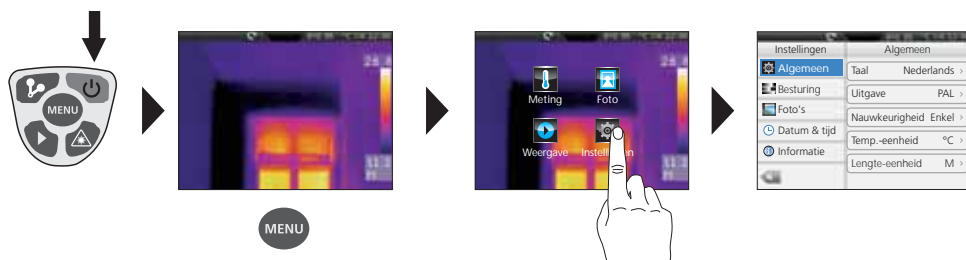 MENU
MENU
Meting
Foto
Weergave
Instellingen
Algemeen
Instellingen
Algemeen
Besturing
Foto's
Datum & tijd
Informatie
Taal Nederlands >
Uitgave PAL >
Nauwkeurigheid Enkel >
Temp.-eenheid °C >
Lengte-eenheid M >